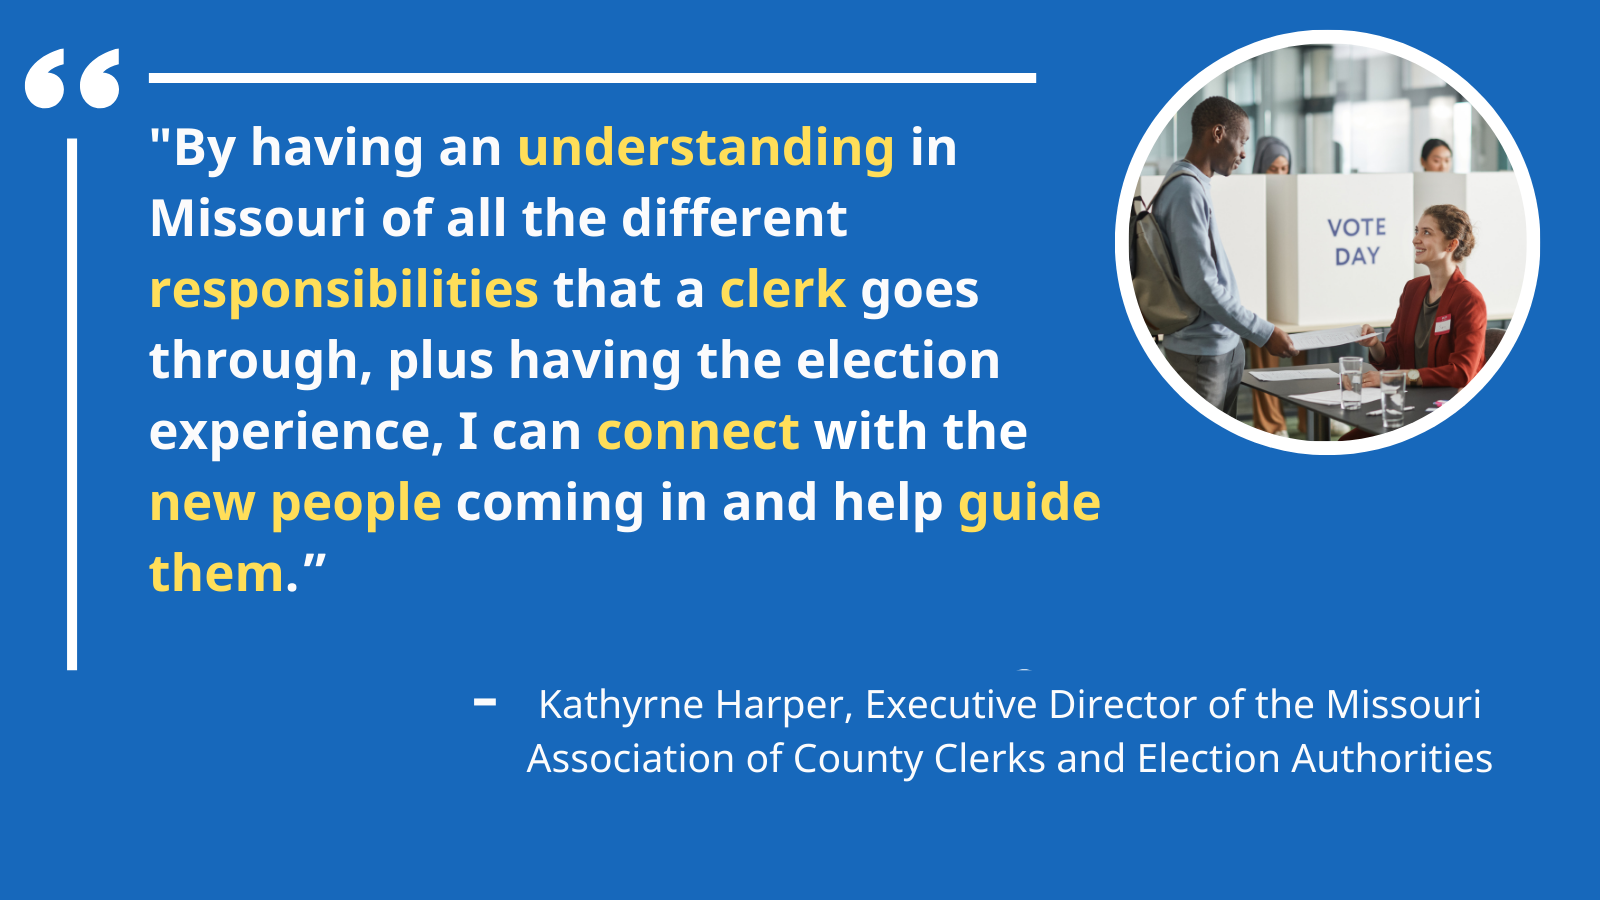 "By having an understanding in
Missouri of all the different
responsibilities that a clerk goes
through, plus having the election
experience, I can connect with the
new people coming in and help guide
them.”
VOTE
DAY
– Kathyrne Harper, Executive Director of the Missouri
Association of County Clerks and Election Authorities